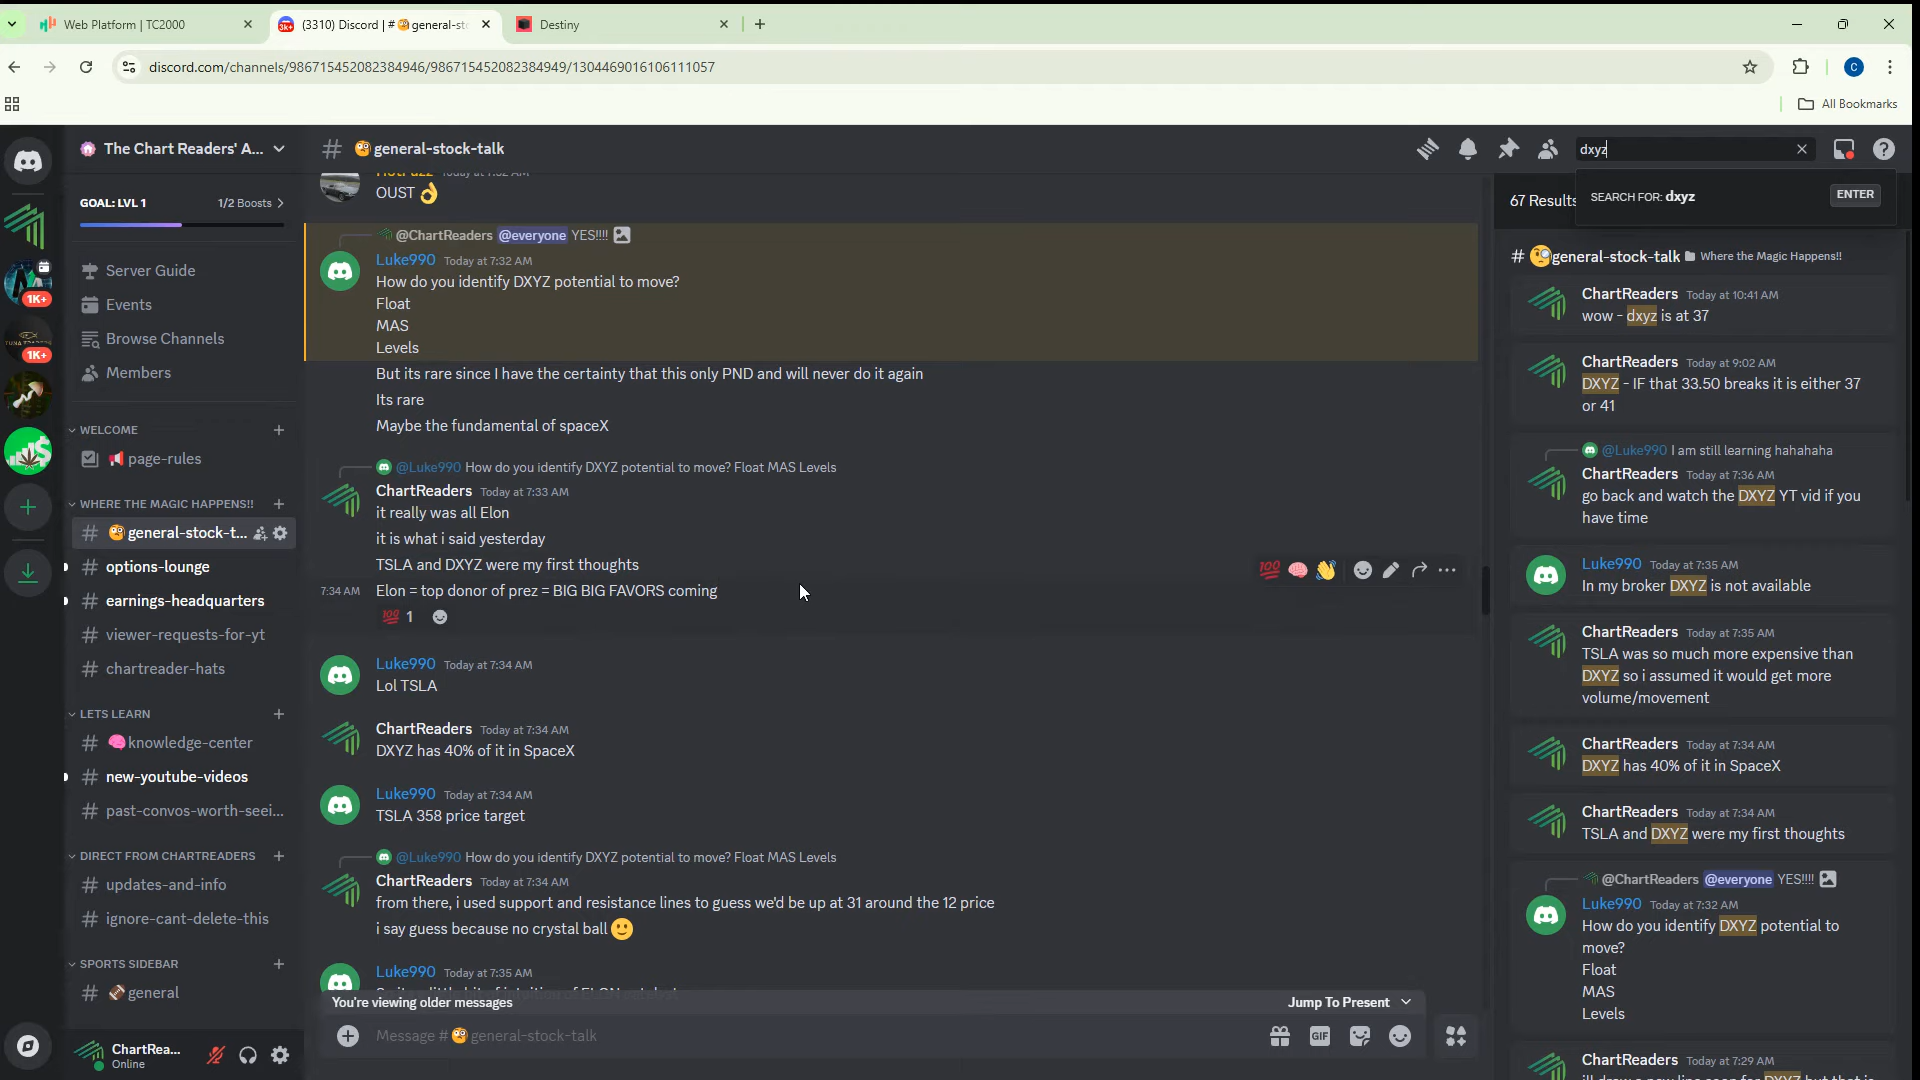 Web Platform | TC2000
(3310) Discord | # general-st
Destiny
discord.com/channels/986715452082384946/986715452082384949/1304469016106111057
C
All Bookmarks
The Chart Readers' A...
GOAL: LVL 1
1/2 Boosts
Server Guide
Events
Browse Channels
Members
1K+
1K+
WELCOME
page-rules
WHERE THE MAGIC HAPPENS!!
general-stock-t...
options-lounge
earnings-headquarters
viewer-requests-for-yt
chartreader-hats
LETS LEARN
knowledge-center
new-youtube-videos
past-convos-worth-seei...
DIRECT FROM CHARTREADERS
updates-and-info
ignore-cant-delete-this
SPORTS SIDEBAR
general
ChartRea...
Online
general-stock-talk
OUST 👌
@ChartReaders @everyone YES!!!!
Luke990 Today at 7:32 AM
How do you identify DXYZ potential to move?
Float
MAS
Levels
But its rare since I have the certainty that this only PND and will never do it again
Its rare
Maybe the fundamental of spaceX
@Luke990 How do you identify DXYZ potential to move? Float MAS Levels
ChartReaders Today at 7:33 AM
it really was all Elon
it is what i said yesterday
TSLA and DXYZ were my first thoughts
7:34 AM Elon = top donor of prez = BIG BIG FAVORS coming
💯 1
Luke990 Today at 7:34 AM
Lol TSLA
ChartReaders Today at 7:34 AM
DXYZ has 40% of it in SpaceX
Luke990 Today at 7:34 AM
TSLA 358 price target
@Luke990 How do you identify DXYZ potential to move? Float MAS Levels
ChartReaders Today at 7:34 AM
from there, i used support and resistance lines to guess we'd be up at 31 around the 12 price
i say guess because no crystal ball 🙂
Luke990 Today at 7:35 AM
You're viewing older messages
Jump To Present
Message # general-stock-talk
GIF
dxyz
SEARCH FOR: dxyz
ENTER
67 Results
# general-stock-talk Where the Magic Happens!!
ChartReaders Today at 10:41 AM
wow - dxyz is at 37
ChartReaders Today at 9:02 AM
DXYZ - IF that 33.50 breaks it is either 37
or 41
@Luke990 I am still learning hahahaha
ChartReaders Today at 7:36 AM
go back and watch the DXYZ YT vid if you
have time
Luke990 Today at 7:35 AM
In my broker DXYZ is not available
ChartReaders Today at 7:35 AM
TSLA was so much more expensive than
DXYZ so i assumed it would get more
volume/movement
ChartReaders Today at 7:34 AM
DXYZ has 40% of it in SpaceX
ChartReaders Today at 7:34 AM
TSLA and DXYZ were my first thoughts
@ChartReaders @everyone YES!!!!
Luke990 Today at 7:32 AM
How do you identify DXYZ potential to
move?
Float
MAS
Levels
ChartReaders Today at 7:29 AM